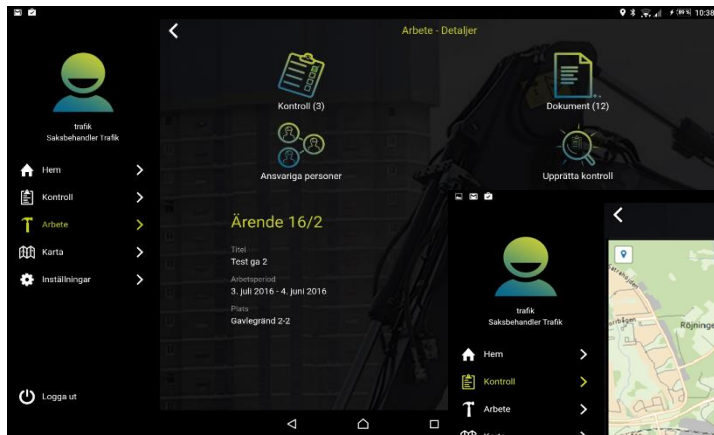 89%
10:38
Arbete - Detaljer
trafik
Saksbehandler Trafik
Hem
Kontroll
Arbete
Karta
Inställningar
Logga ut
Kontroll (3)
Dokument (12)
Ansvariga personer
Upprätta kontroll
Ärende 16/2
Titel
Test ga 2
Arbetsperiod
3. juli 2016 - 4. juni 2016
Plats
Gavlegränd 2-2
trafik
Saksbehandler Trafik
Hem
Kontroll
Arbete
Röjninge